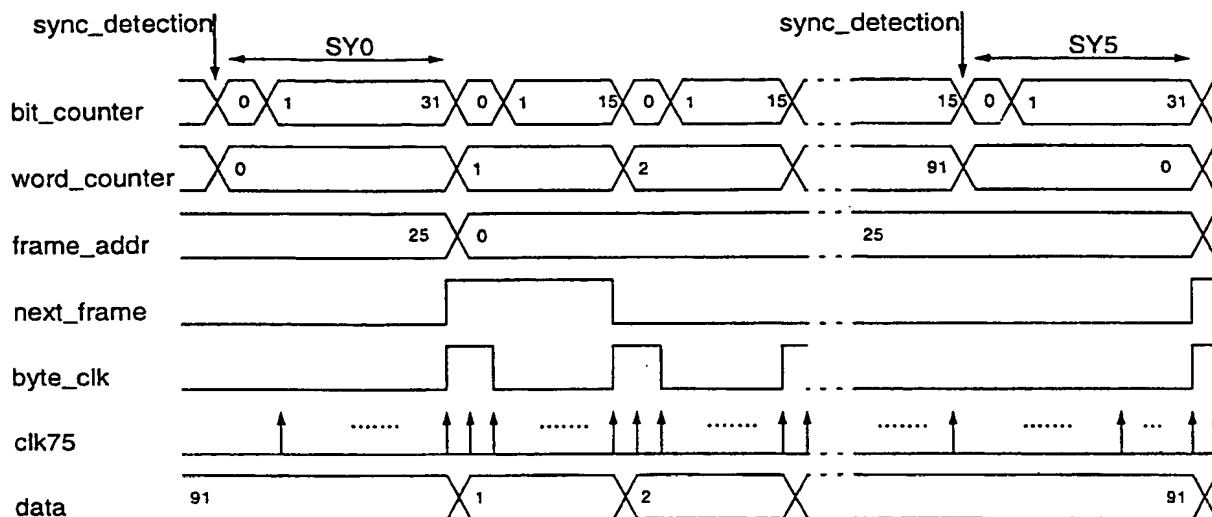 sync_detection SY0 sync_detection SY5
bit_counter 0 1 31 0 1 15 0 1 15 15 0 1 31
word_counter 0 1 2 91 0
frame_addr 25 0 25
next_frame
byte_clk
clk75
data 91 1 2 91